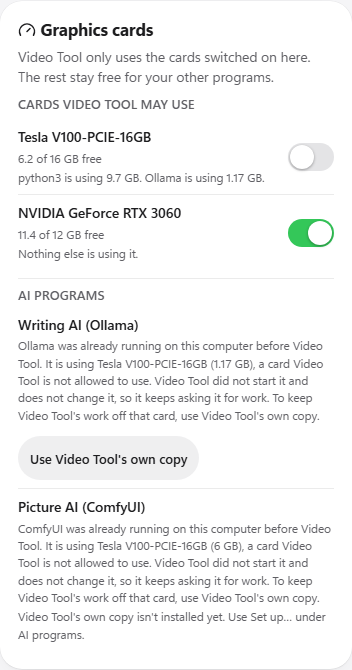 Graphics cards
Video Tool only uses the cards switched on here.
The rest stay free for your other programs.
CARDS VIDEO TOOL MAY USE
Tesla V100-PCIE-16GB
6.2 of 16 GB free
python3 is using 9.7 GB. Ollama is using 1.17 GB.
NVIDIA GeForce RTX 3060
11.4 of 12 GB free
Nothing else is using it.
AI PROGRAMS
Writing AI (Ollama)
Ollama was already running on this computer before Video
Tool. It is using Tesla V100-PCIE-16GB (1.17 GB), a card Video
Tool is not allowed to use. Video Tool did not start it and
does not change it, so it keeps asking it for work. To keep
Video Tool's work off that card, use Video Tool's own copy.
Use Video Tool's own copy
Picture AI (ComfyUI)
ComfyUI was already running on this computer before Video
Tool. It is using Tesla V100-PCIE-16GB (6 GB), a card Video
Tool is not allowed to use. Video Tool did not start it and
does not change it, so it keeps asking it for work. To keep
Video Tool's work off that card, use Video Tool's own copy.
Video Tool's own copy isn't installed yet. Use Set up... under
AI programs.